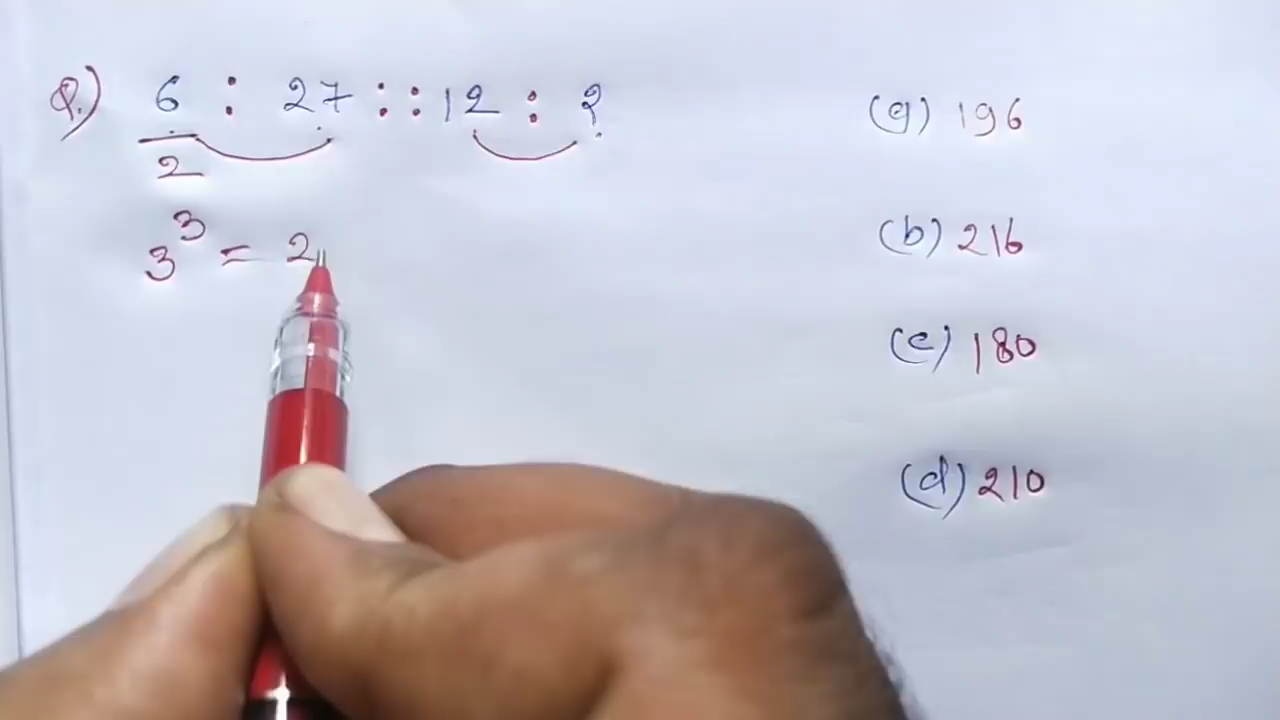 Q.) 6 : 27 :: 12 : ?
2
3³ = 2
(a) 196
(b) 216
(c) 180
(d) 210